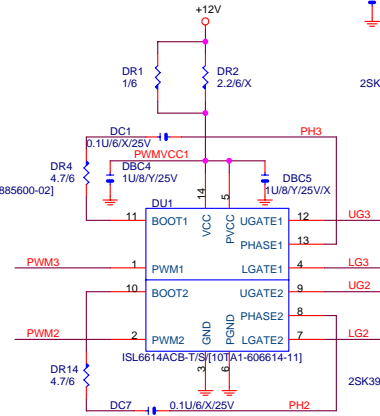 +12V
DR1
1/6
DR2
2.2/6/X
2SK
DC1
0.1U/6/X/25V
PH3
PWMVCC1
DR4
4.7/6
DBC4
1U/8/Y/25V
DBC5
1U/8/Y/25V/X
885600-02]
DU1
14
5
11
BOOT1
VCC
PVCC
UGATE1
12
UG3
PHASE1
13
PWM3
1
PWM1
LGATE1
4
LG3
10
BOOT2
UGATE2
9
UG2
PHASE2
8
PWM2
2
PWM2
GND
PGND
LGATE2
7
LG2
3
6
ISL6614ACB-T/S/[10TA1-606614-11]
DR14
4.7/6
2SK39
DC7
0.1U/6/X/25V
PH2